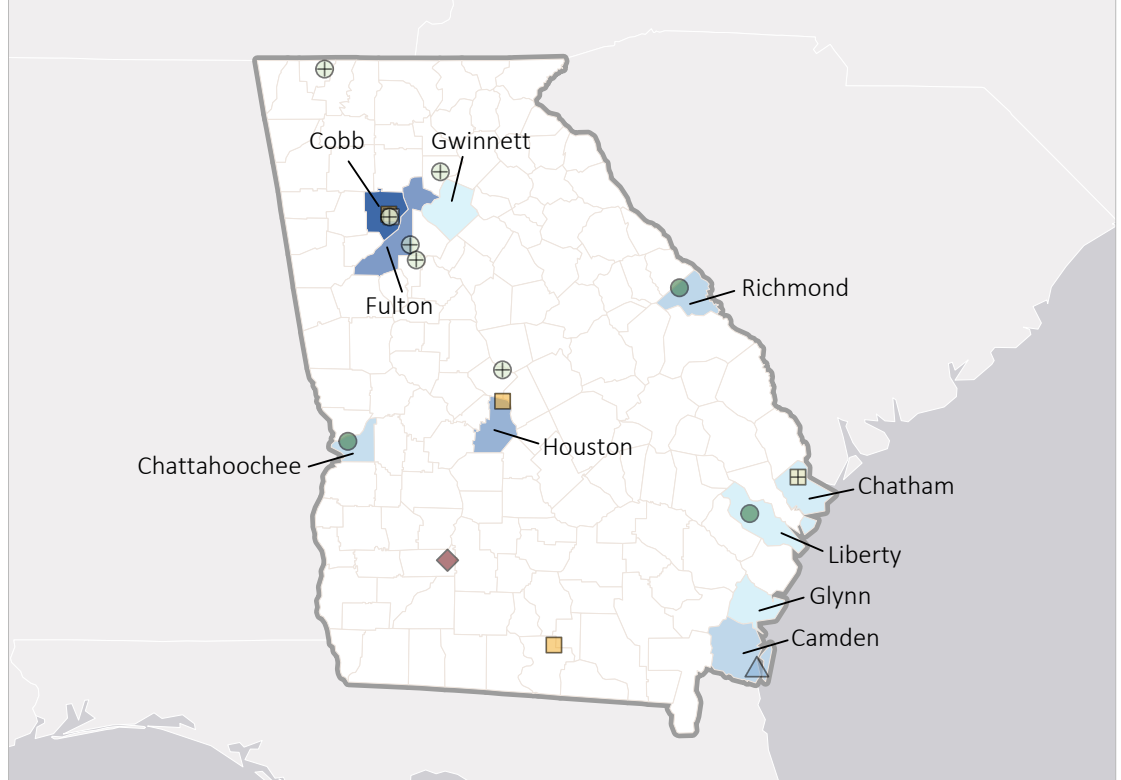 Cobb
Gwinnett
Fulton
Richmond
Houston
Chattahoochee
Chatham
Liberty
Glynn
Camden